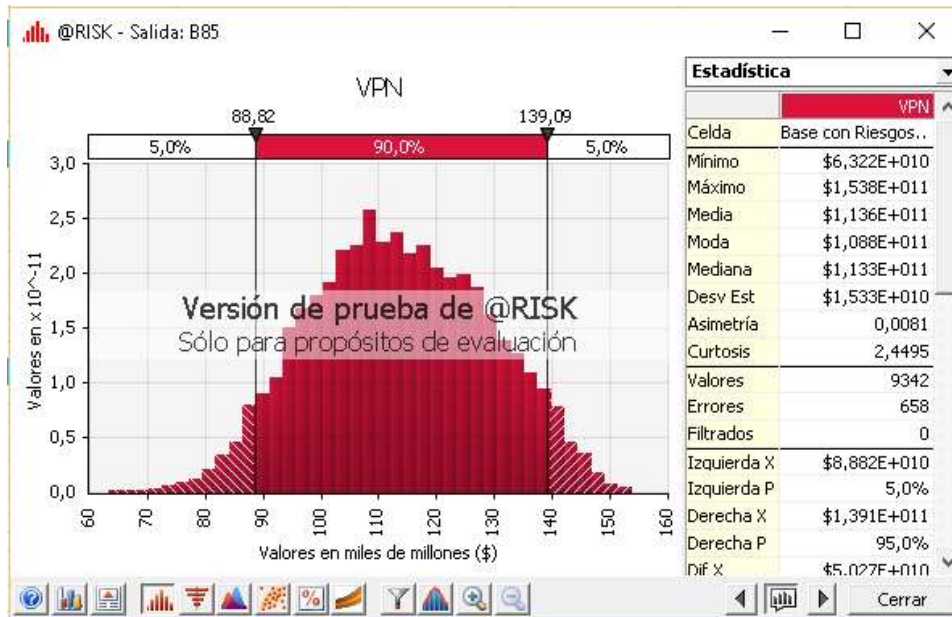 @RISK - Salida: B85
VPN
88,82 139,09
5,0% 90,0% 5,0%
3,0
2,5
2,0
1,5
1,0
0,5
0,0
Valores en x 10^-11
Versión de prueba de @RISK
Sólo para propósitos de evaluación
60 70 80 90 100 110 120 130 140 150 160
Valores en miles de millones ($)
Estadística
VPN
Celda Base con Riesgos..
Mínimo $6,322E+010
Máximo $1,538E+011
Media $1,136E+011
Moda $1,088E+011
Mediana $1,133E+011
Desv Est $1,533E+010
Asimetría 0,0081
Curtosis 2,4495
Valores 9342
Errores 658
Filtrados 0
Izquierda X $8,882E+010
Izquierda P 5,0%
Derecha X $1,391E+011
Derecha P 95,0%
Dif X $5,027E+010
Cerrar